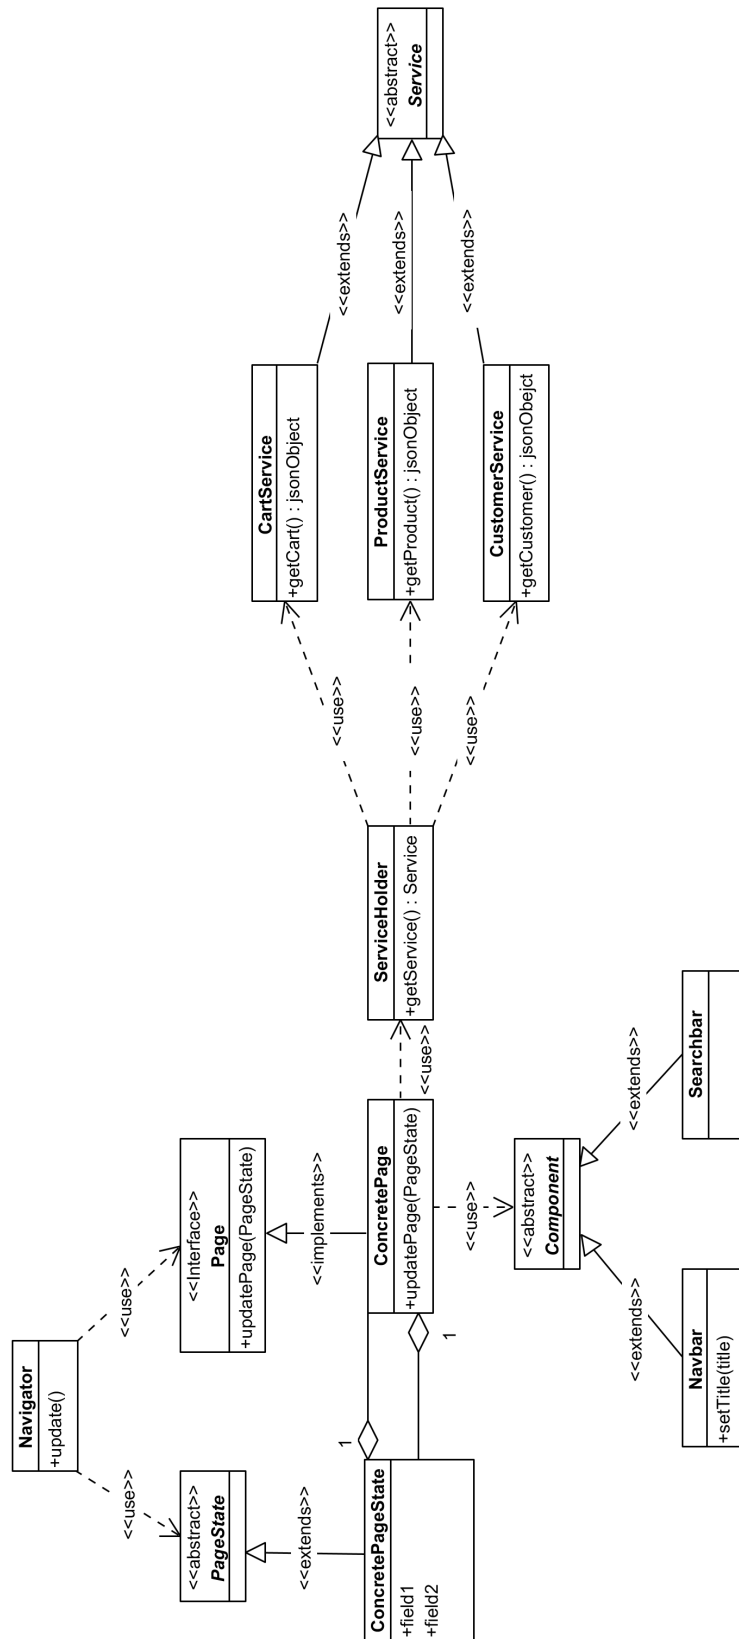 <<abstract>>
Service
<<extends>>
<<extends>>
<<extends>>
CartService
+getCart() : jsonObject
ProductService
+getProduct() : jsonObject
CustomerService
+getCustomer() : jsonObejct
<<use>>
<<use>>
<<use>>
ServiceHolder
+getService() : Service
<<use>>
Navigator
+update()
<<use>>
<<use>>
<<Interface>>
Page
+updatePage(PageState)
<<implements>>
ConcretePage
+updatePage(PageState)
<<use>>
<<abstract>>
Component
<<extends>>
<<extends>>
Searchbar
Navbar
+setTitle(title)
1
1
<<abstract>>
PageState
<<extends>>
ConcretePageState
+field1
+field2